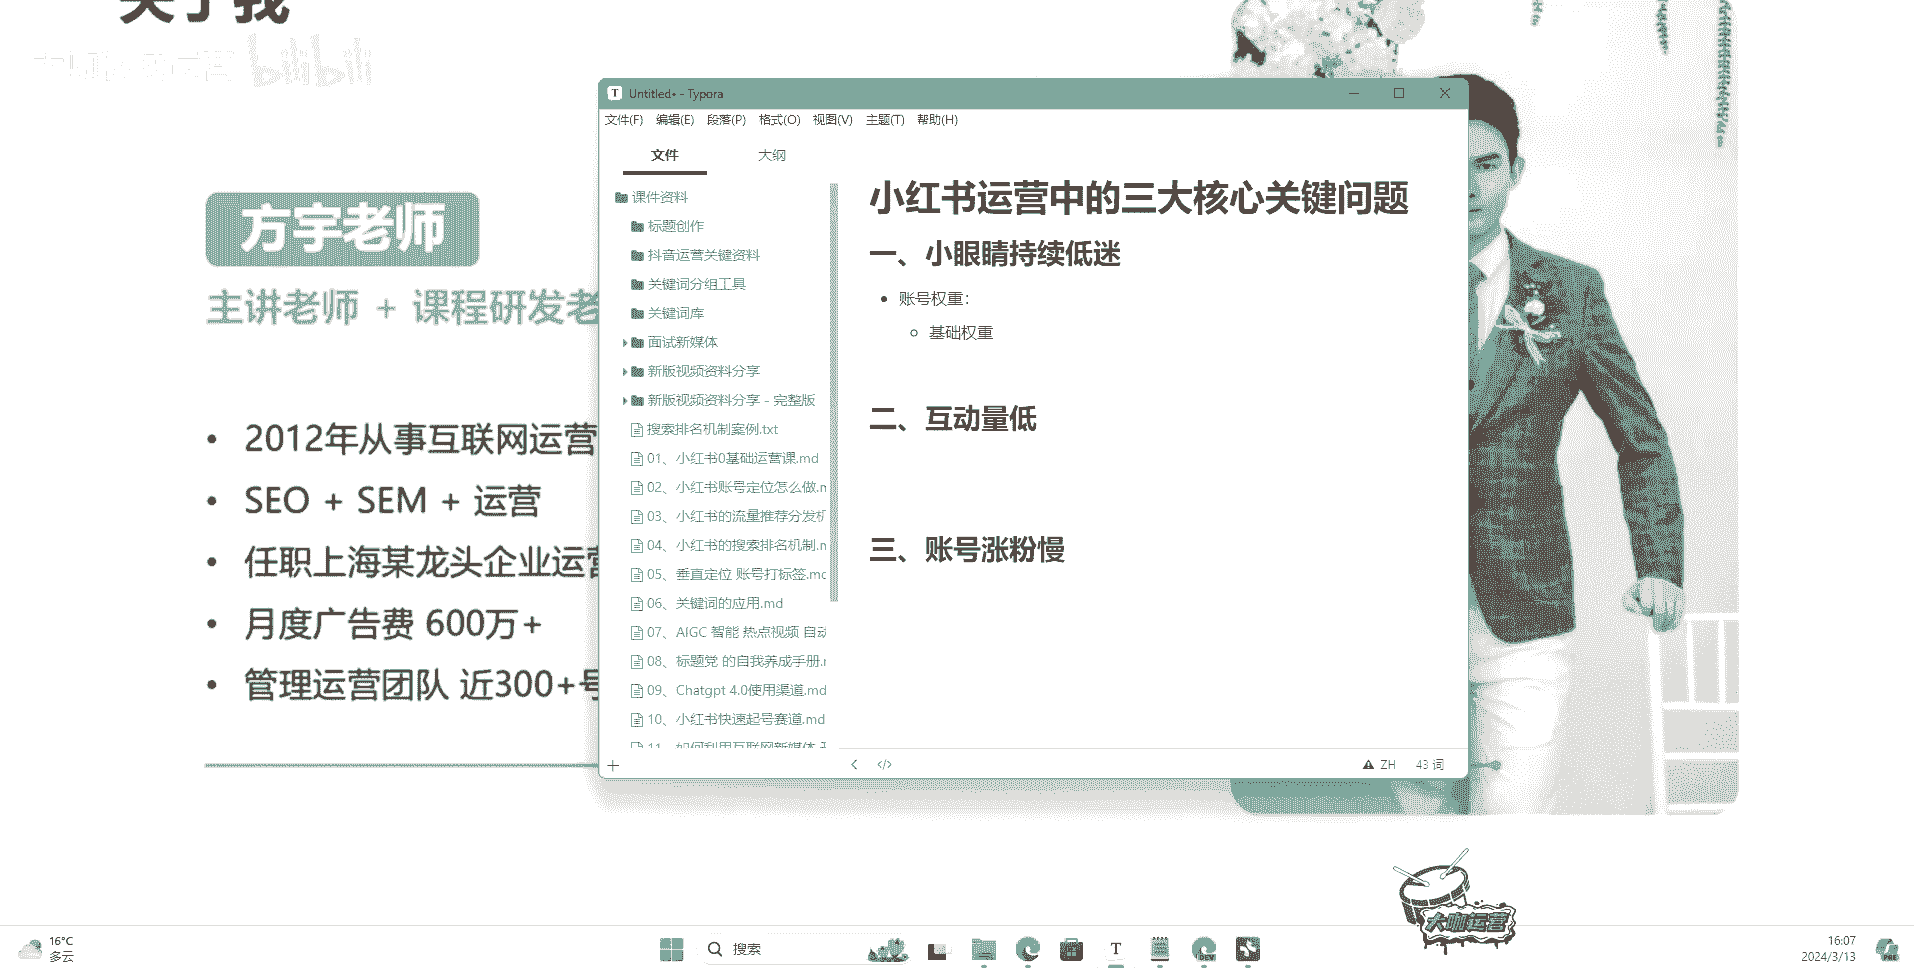 关于我
bilibili
方宇老师
主讲老师 + 课程研发老
2012年从事互联网运营
SEO + SEM + 运营
任职上海某龙头企业运营
月度广告费 600万+
管理运营团队 近300+号
Untitled• - Typora
文件(F) 编辑(E) 段落(P) 格式(O) 视图(V) 主题(T) 帮助(H)
文件 大纲
课件资料
标题创作
抖音运营关键资料
关键词分组工具
关键词库
面试新媒体
新版视频资料分享
新版视频资料分享 - 完整版
搜索排名机制案例.txt
01、小红书0基础运营课.md
02、小红书账号定位怎么做.m
03、小红书的流量推荐分发机
04、小红书的搜索排名机制.m
05、垂直定位 账号打标签.md
06、关键词的应用.md
07、AIGC 智能 热点视频 自动
08、标题党 的自我养成手册.m
09、Chatgpt 4.0使用渠道.md
10、小红书快速起号赛道.md
11、如何利用互联网新媒体
小红书运营中的三大核心关键问题
一、小眼睛持续低迷
账号权重：
基础权重
二、互动量低
三、账号涨粉慢
ZH 43 词
大咖运营
16°C
多云
搜索
T
DEV
16:07
2024/3/13
PRE